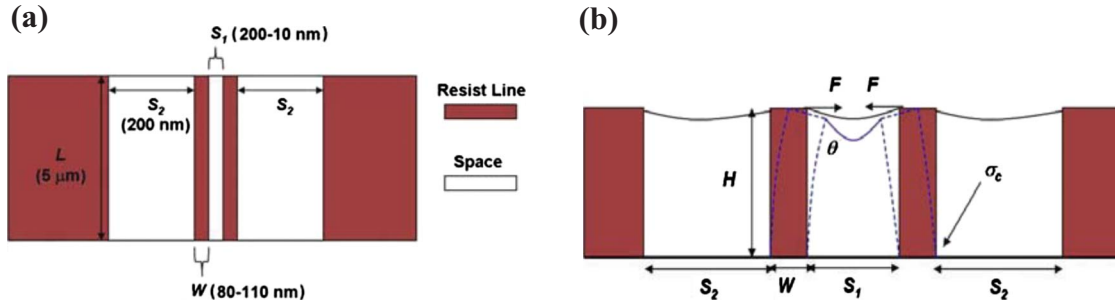 (a)
S1 (200-10 nm)
S2
(200 nm)
S2
L
(5 μm)
W (80-110 nm)
Resist Line
Space
(b)
F F
θ
H
σc
S2 W S1 S2